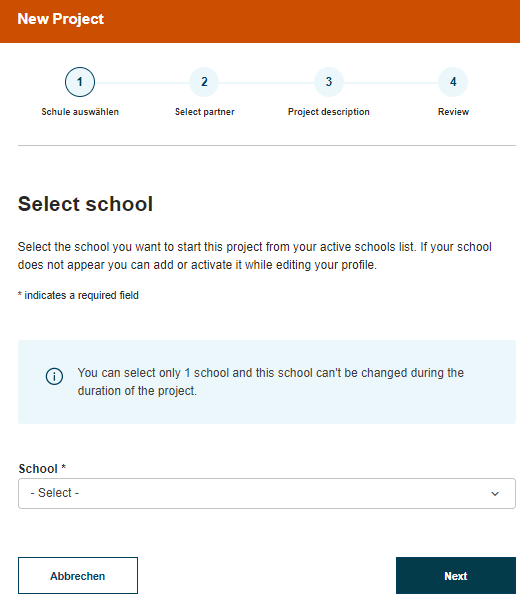 New Project
1
2
3
4
Schule auswählen
Select partner
Project description
Review
Select school
Select the school you want to start this project from your active schools list. If your school
does not appear you can add or activate it while editing your profile.
* indicates a required field
You can select only 1 school and this school can't be changed during the
duration of the project.
School *
- Select -
Abbrechen
Next